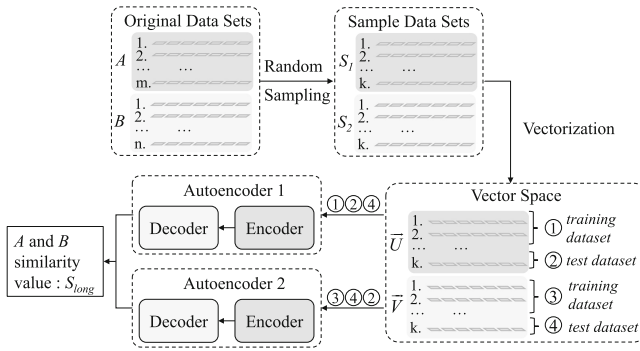 Original Data Sets
A
1.
2.
... ...
m.
B
1.
2.
... ...
n.
Random
Sampling
Sample Data Sets
S1
1.
2.
... ...
k.
S2
1.
2.
... ...
k.
Vectorization
Vector Space
U
1.
2.
... ...
k.
① training
dataset
② test dataset
V
1.
2.
... ...
k.
③ training
dataset
④ test dataset
①②④
Autoencoder 1
Decoder
Encoder
③④②
Autoencoder 2
Decoder
Encoder
A and B
similarity
value : Slong